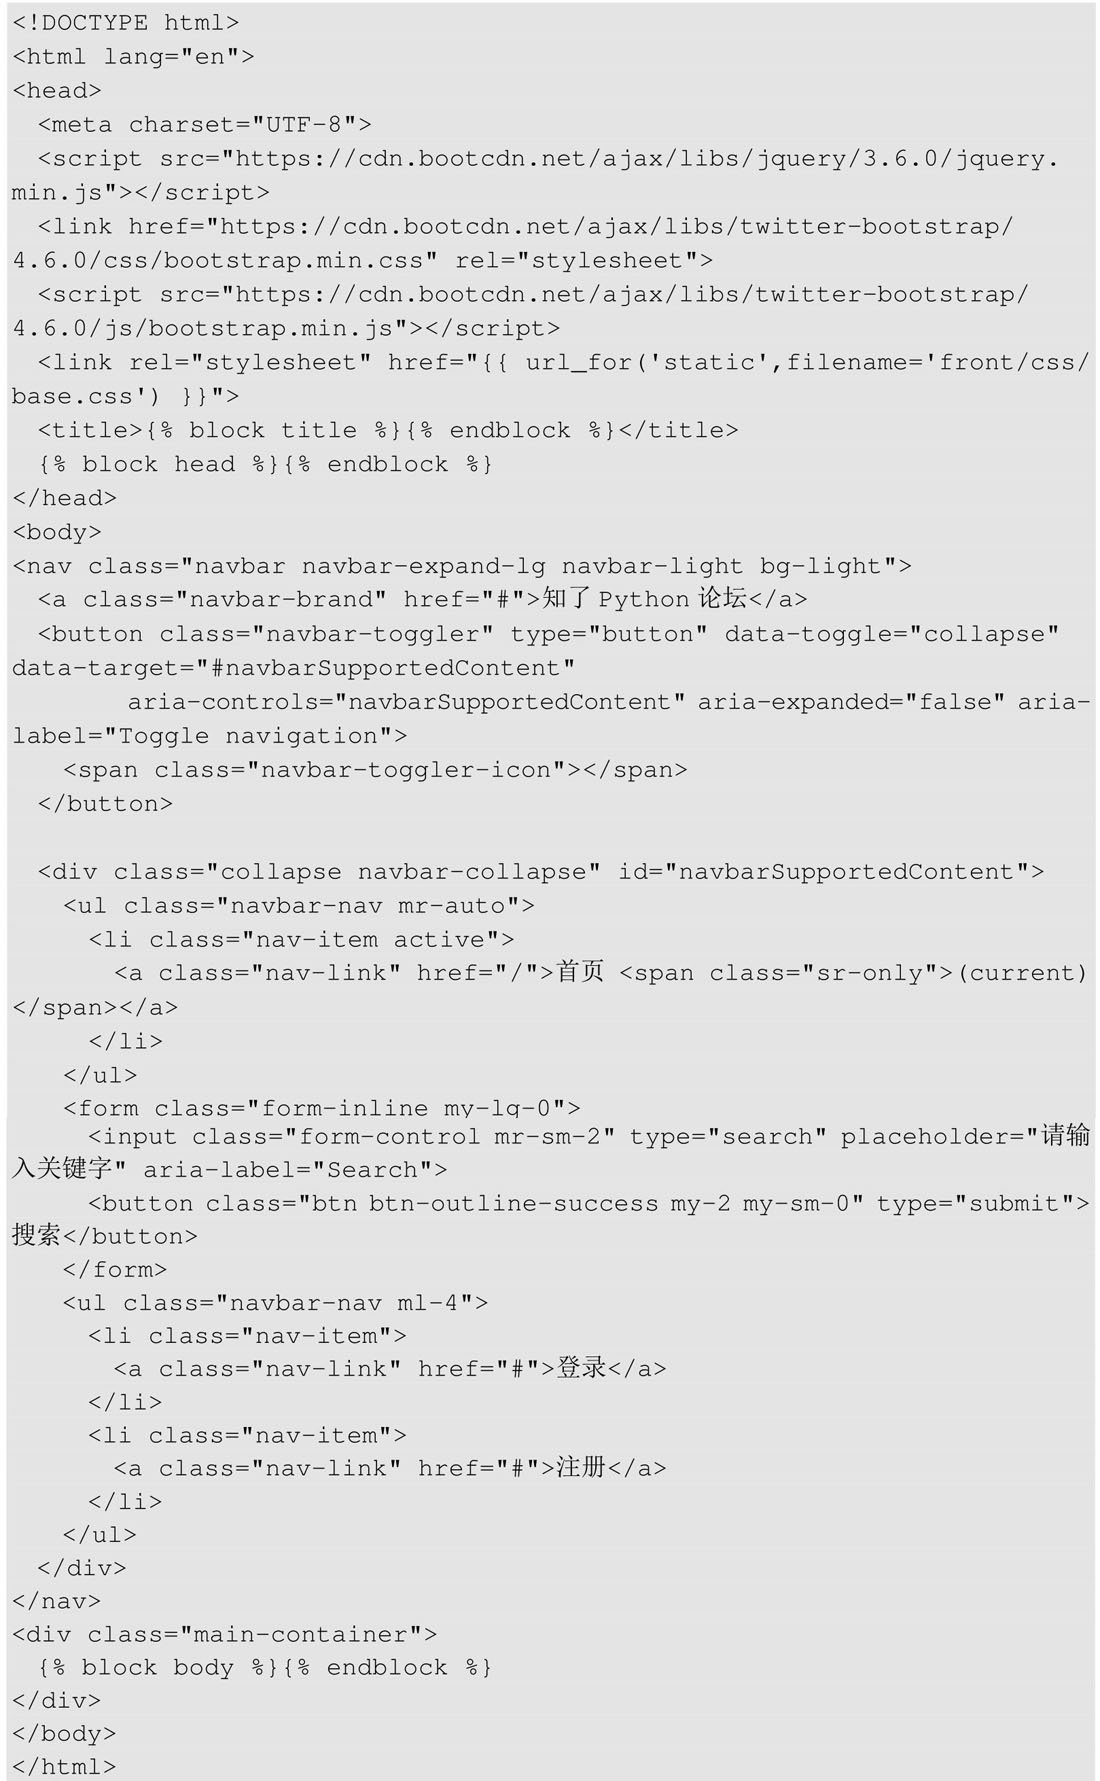 <!DOCTYPE html>
<html lang="en">
<head>
  <meta charset="UTF-8">
  <script src="https://cdn.bootcdn.net/ajax/libs/jquery/3.6.0/jquery.
min.js"></script>
  <link href="https://cdn.bootcdn.net/ajax/libs/twitter-bootstrap/
4.6.0/css/bootstrap.min.css" rel="stylesheet">
  <script src="https://cdn.bootcdn.net/ajax/libs/twitter-bootstrap/
4.6.0/js/bootstrap.min.js"></script>
  <link rel="stylesheet" href="{{ url_for('static',filename='front/css/
base.css') }}">
  <title>{% block title %}{% endblock %}</title>
  {% block head %}{% endblock %}
</head>
<body>
<nav class="navbar navbar-expand-lg navbar-light bg-light">
  <a class="navbar-brand" href="#">知了Python论坛</a>
  <button class="navbar-toggler" type="button" data-toggle="collapse"
data-target="#navbarSupportedContent"
         aria-controls="navbarSupportedContent" aria-expanded="false" aria-
label="Toggle navigation">
    <span class="navbar-toggler-icon"></span>
  </button>

  <div class="collapse navbar-collapse" id="navbarSupportedContent">
    <ul class="navbar-nav mr-auto">
      <li class="nav-item active">
        <a class="nav-link" href="/">首页 <span class="sr-only">(current)
</span></a>
      </li>
    </ul>
    <form class="form-inline my-lg-0">
      <input class="form-control mr-sm-2" type="search" placeholder="请输
入关键字" aria-label="Search">
      <button class="btn btn-outline-success my-2 my-sm-0" type="submit">
搜索</button>
    </form>
    <ul class="navbar-nav ml-4">
      <li class="nav-item">
        <a class="nav-link" href="#">登录</a>
      </li>
      <li class="nav-item">
        <a class="nav-link" href="#">注册</a>
      </li>
    </ul>
  </div>
</nav>
<div class="main-container">
  {% block body %}{% endblock %}
</div>
</body>
</html>